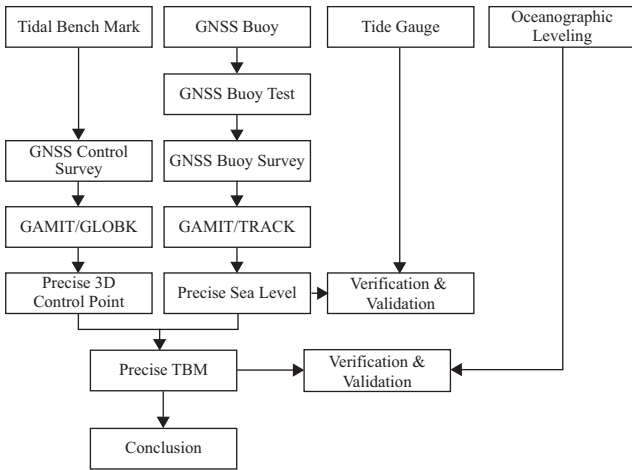 Tidal Bench Mark
GNSS Buoy
Tide Gauge
Oceanographic
Leveling
GNSS Buoy Test
GNSS Control
Survey
GNSS Buoy Survey
GAMIT/GLOBK
GAMIT/TRACK
Precise 3D
Control Point
Precise Sea Level
Verification &
Validation
Precise TBM
Verification &
Validation
Conclusion